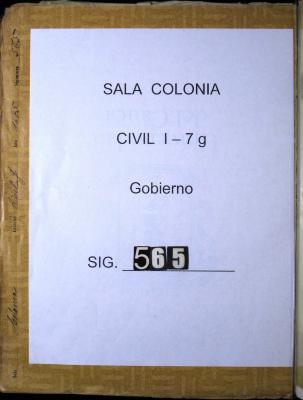 SALA COLONIA
CIVIL I – 7 g
Gobierno
SIG. 565